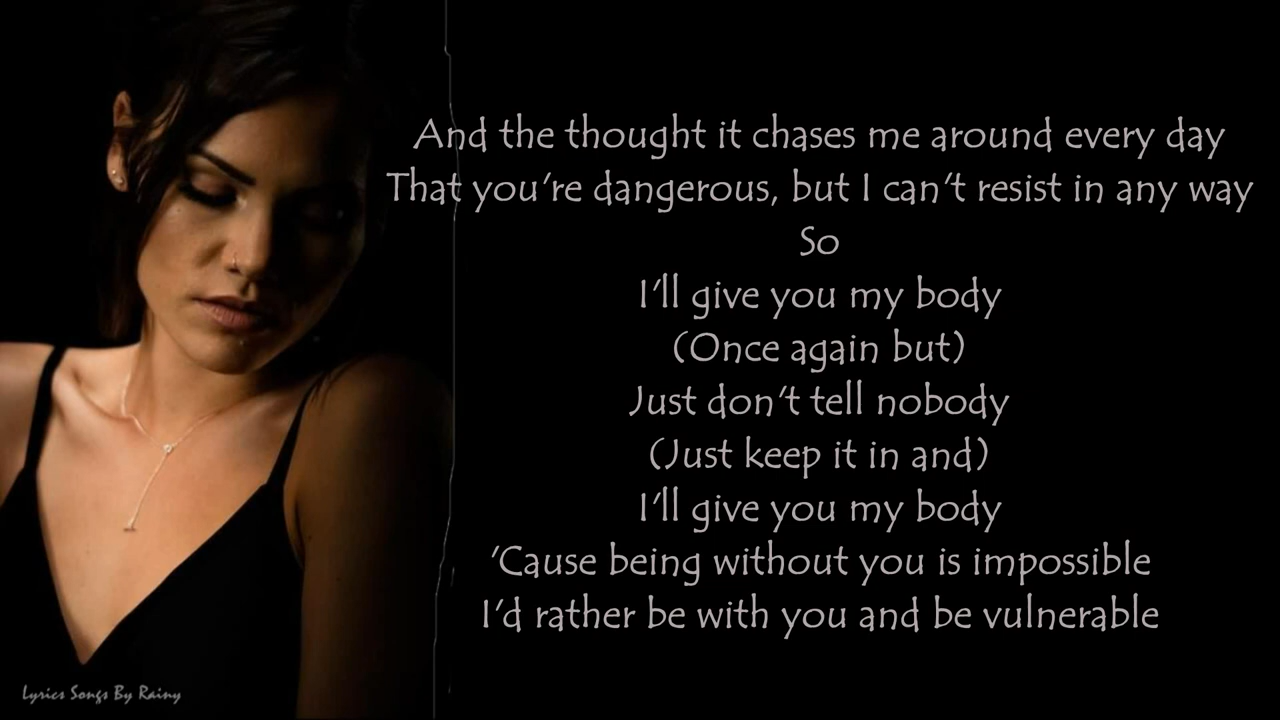 And the thought it chases me around every day
That you're dangerous, but I can't resist in any way
So
I'll give you my body
(Once again but)
Just don't tell nobody
(Just keep it in and)
I'll give you my body
'Cause being without you is impossible
I'd rather be with you and be vulnerable
Lyrics Songs By Rainy